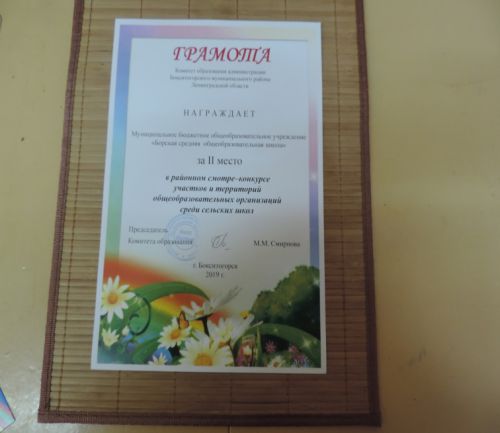 ГРАМОТА
Комитет образования администрации
Бокситогорского муниципального района
Ленинградской области
НАГРАЖДАЕТ
Муниципальное бюджетное общеобразовательное учреждение
«Борская средняя общеобразовательная школа»
за II место
в районном смотре-конкурсе
участков и территорий
общеобразовательных организаций
среди сельских школ
Председатель
Комитета образования М.М. Смирнова
г. Бокситогорск
2019 г.